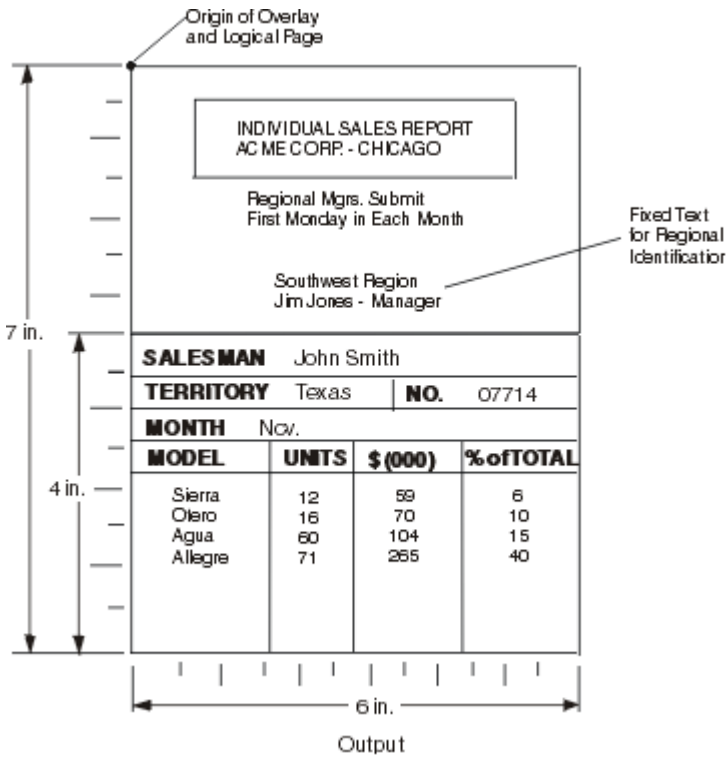 Origin of Overlay
and Logical Page
INDIVIDUAL SALES REPORT
ACME CORP. - CHICAGO
Regional Mgrs. Submit
First Monday in Each Month
Fixed Text
for Regional
Identification
Southwest Region
Jim Jones - Manager
7 in.
SALESMAN John Smith
TERRITORY Texas NO. 07714
MONTH Nov.
MODEL UNITS $(000) % of TOTAL
4 in.
Sierra 12 59 6
Otero 16 70 10
Agua 60 104 15
Allegre 71 265 40
6 in.
Output